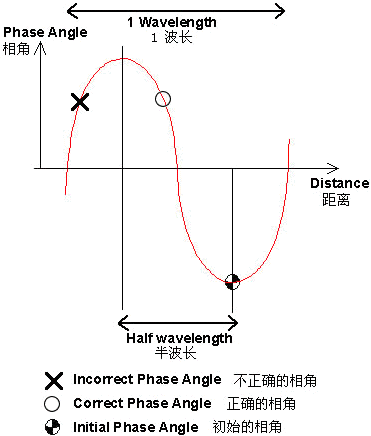 1 Wavelength
1 波长
Phase Angle
相角
Distance
距离
Half wavelength
半波长
Incorrect Phase Angle 不正确的相角
Correct Phase Angle 正确的相角
Initial Phase Angle 初始的相角